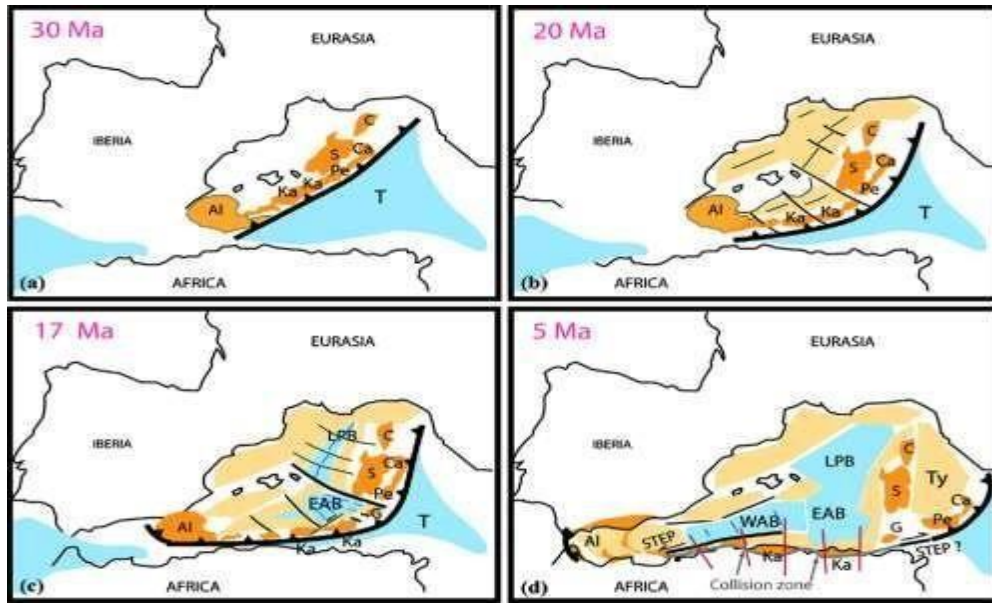 30 Ma
EURASIA
IBERIA
C
S
Ca
Pe
Ka
Ka
Al
T
AFRICA
(a)
20 Ma
EURASIA
IBERIA
C
S
Ca
Pe
Al
Ka
Ka
T
AFRICA
(b)
17 Ma
EURASIA
IBERIA
LPB
C
Ca
S
Pe
EAB
G
Al
T
Ka
Ka
AFRICA
(c)
5 Ma
EURASIA
IBERIA
LPB
C
Ty
S
Ca
WAB
EAB
Pe
G
Al
STEP
STEP ?
Ka
Ka
AFRICA
Collision zone
(d)